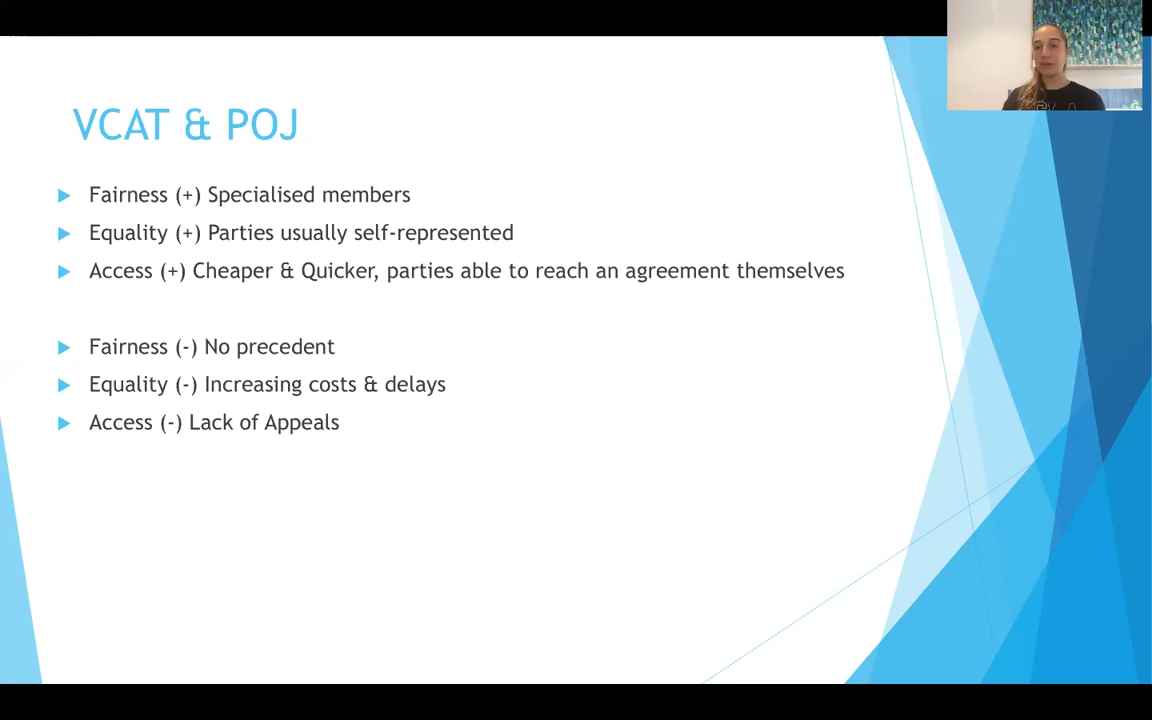 VCAT & POJ
Fairness (+) Specialised members
Equality (+) Parties usually self-represented
Access (+) Cheaper & Quicker, parties able to reach an agreement themselves
Fairness (-) No precedent
Equality (-) Increasing costs & delays
Access (-) Lack of Appeals